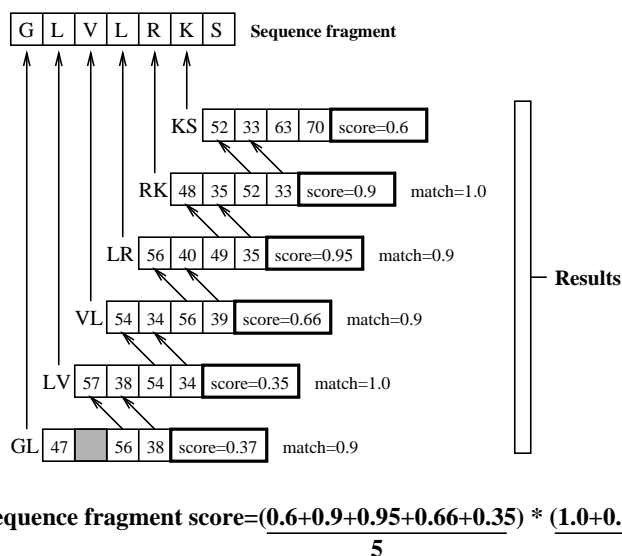 G L V L R K S Sequence fragment
KS 52 33 63 70 score=0.6
RK 48 35 52 33 score=0.9 match=1.0
LR 56 40 49 35 score=0.95 match=0.9
Results
VL 54 34 56 39 score=0.66 match=0.9
LV 57 38 54 34 score=0.35 match=1.0
GL 47 56 38 score=0.37 match=0.9
equence fragment score=(0.6+0.9+0.95+0.66+0.35) * (1.0+0.
5